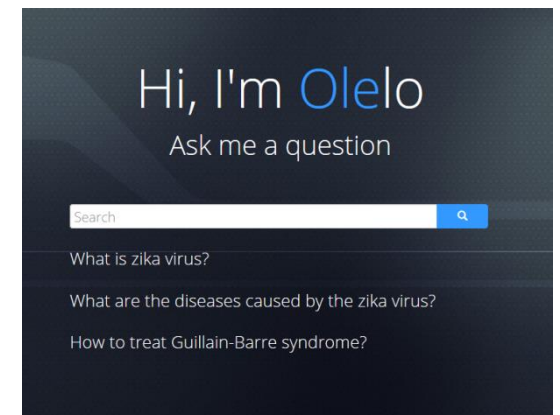 Hi, I'm Olelo
Ask me a question
Search
What is zika virus?
What are the diseases caused by the zika virus?
How to treat Guillain-Barre syndrome?